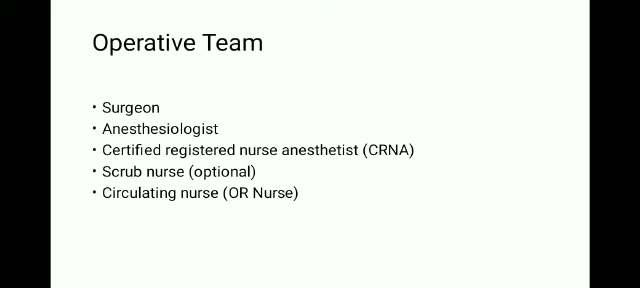 Operative Team
• Surgeon
• Anesthesiologist
• Certified registered nurse anesthetist (CRNA)
• Scrub nurse (optional)
• Circulating nurse (OR Nurse)